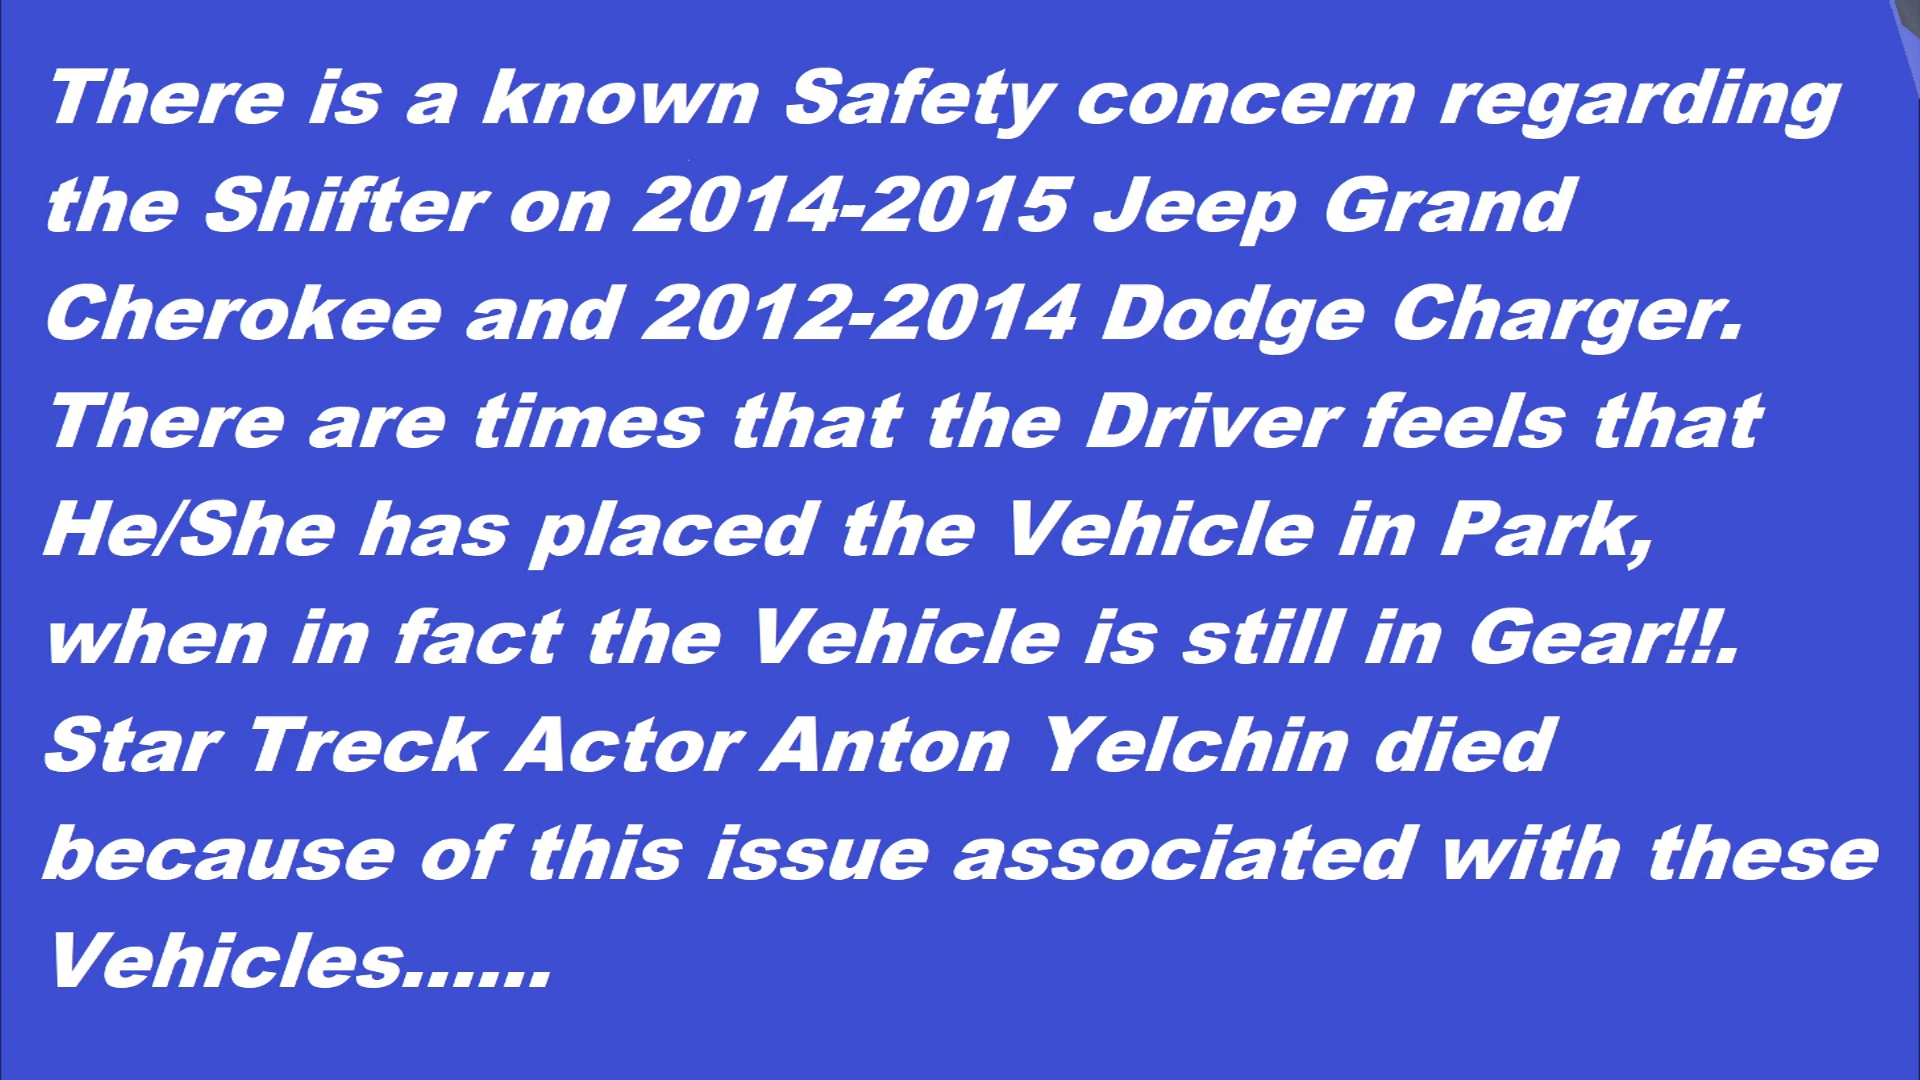 There is a known Safety concern regarding
the Shifter on 2014-2015 Jeep Grand
Cherokee and 2012-2014 Dodge Charger.
There are times that the Driver feels that
He/She has placed the Vehicle in Park,
when in fact the Vehicle is still in Gear!!.
Star Treck Actor Anton Yelchin died
because of this issue associated with these
Vehicles......